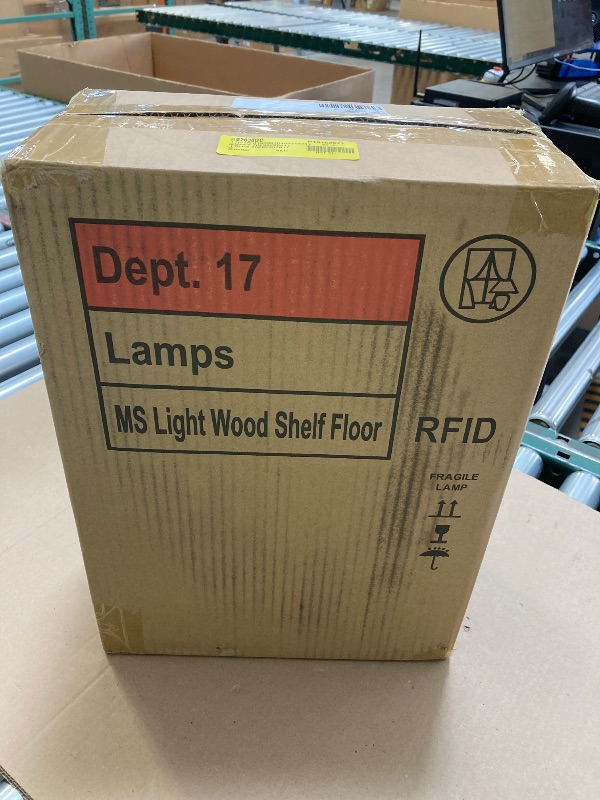 Dept. 17
Lamps
MS Light Wood Shelf Floor
RFID
FRAGILE
LAMP